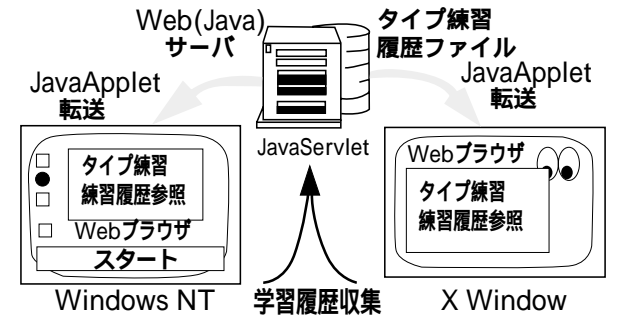 Web(Java)
サーバ
タイプ練習
履歴ファイル
JavaApplet
転送
JavaApplet
転送
JavaServlet
タイプ練習
練習履歴参照
Webブラウザ
スタート
Windows NT
Webブラウザ
タイプ練習
練習履歴参照
X Window
学習履歴収集